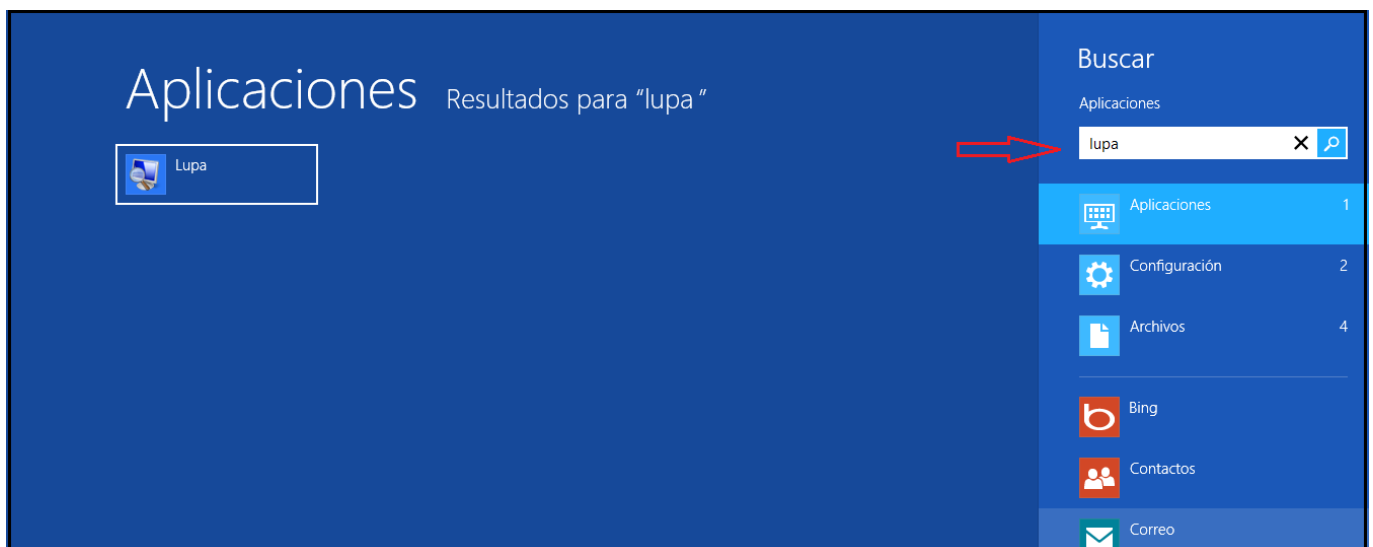 Aplicaciones Resultados para “lupa ”
Lupa
Buscar
Aplicaciones
lupa
Aplicaciones 1
Configuración 2
Archivos 4
Bing
Contactos
Correo